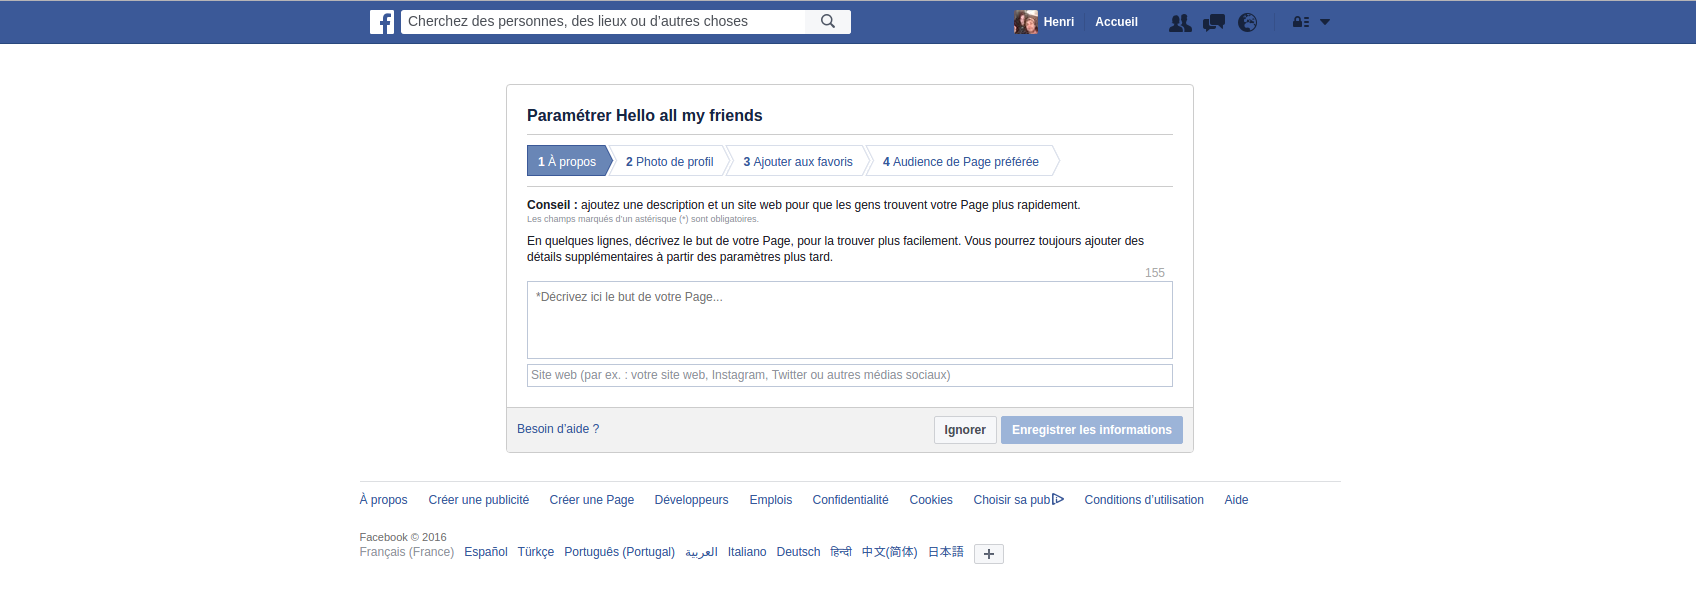 Cherchez des personnes, des lieux ou d’autres choses
Henri Accueil
Paramétrer Hello all my friends
1 À propos 2 Photo de profil 3 Ajouter aux favoris 4 Audience de Page préférée
Conseil : ajoutez une description et un site web pour que les gens trouvent votre Page plus rapidement.
Les champs marqués d’un astérisque (*) sont obligatoires.
En quelques lignes, décrivez le but de votre Page, pour la trouver plus facilement. Vous pourrez toujours ajouter des
détails supplémentaires à partir des paramètres plus tard.
155
*Décrivez ici le but de votre Page...
Site web (par ex. : votre site web, Instagram, Twitter ou autres médias sociaux)
Besoin d’aide ? Ignorer Enregistrer les informations
À propos Créer une publicité Créer une Page Développeurs Emplois Confidentialité Cookies Choisir sa pub Conditions d’utilisation Aide
Facebook © 2016
Français (France) Español Türkçe Português (Portugal) العربية Italiano Deutsch हिन्दी 中文(简体) 日本語